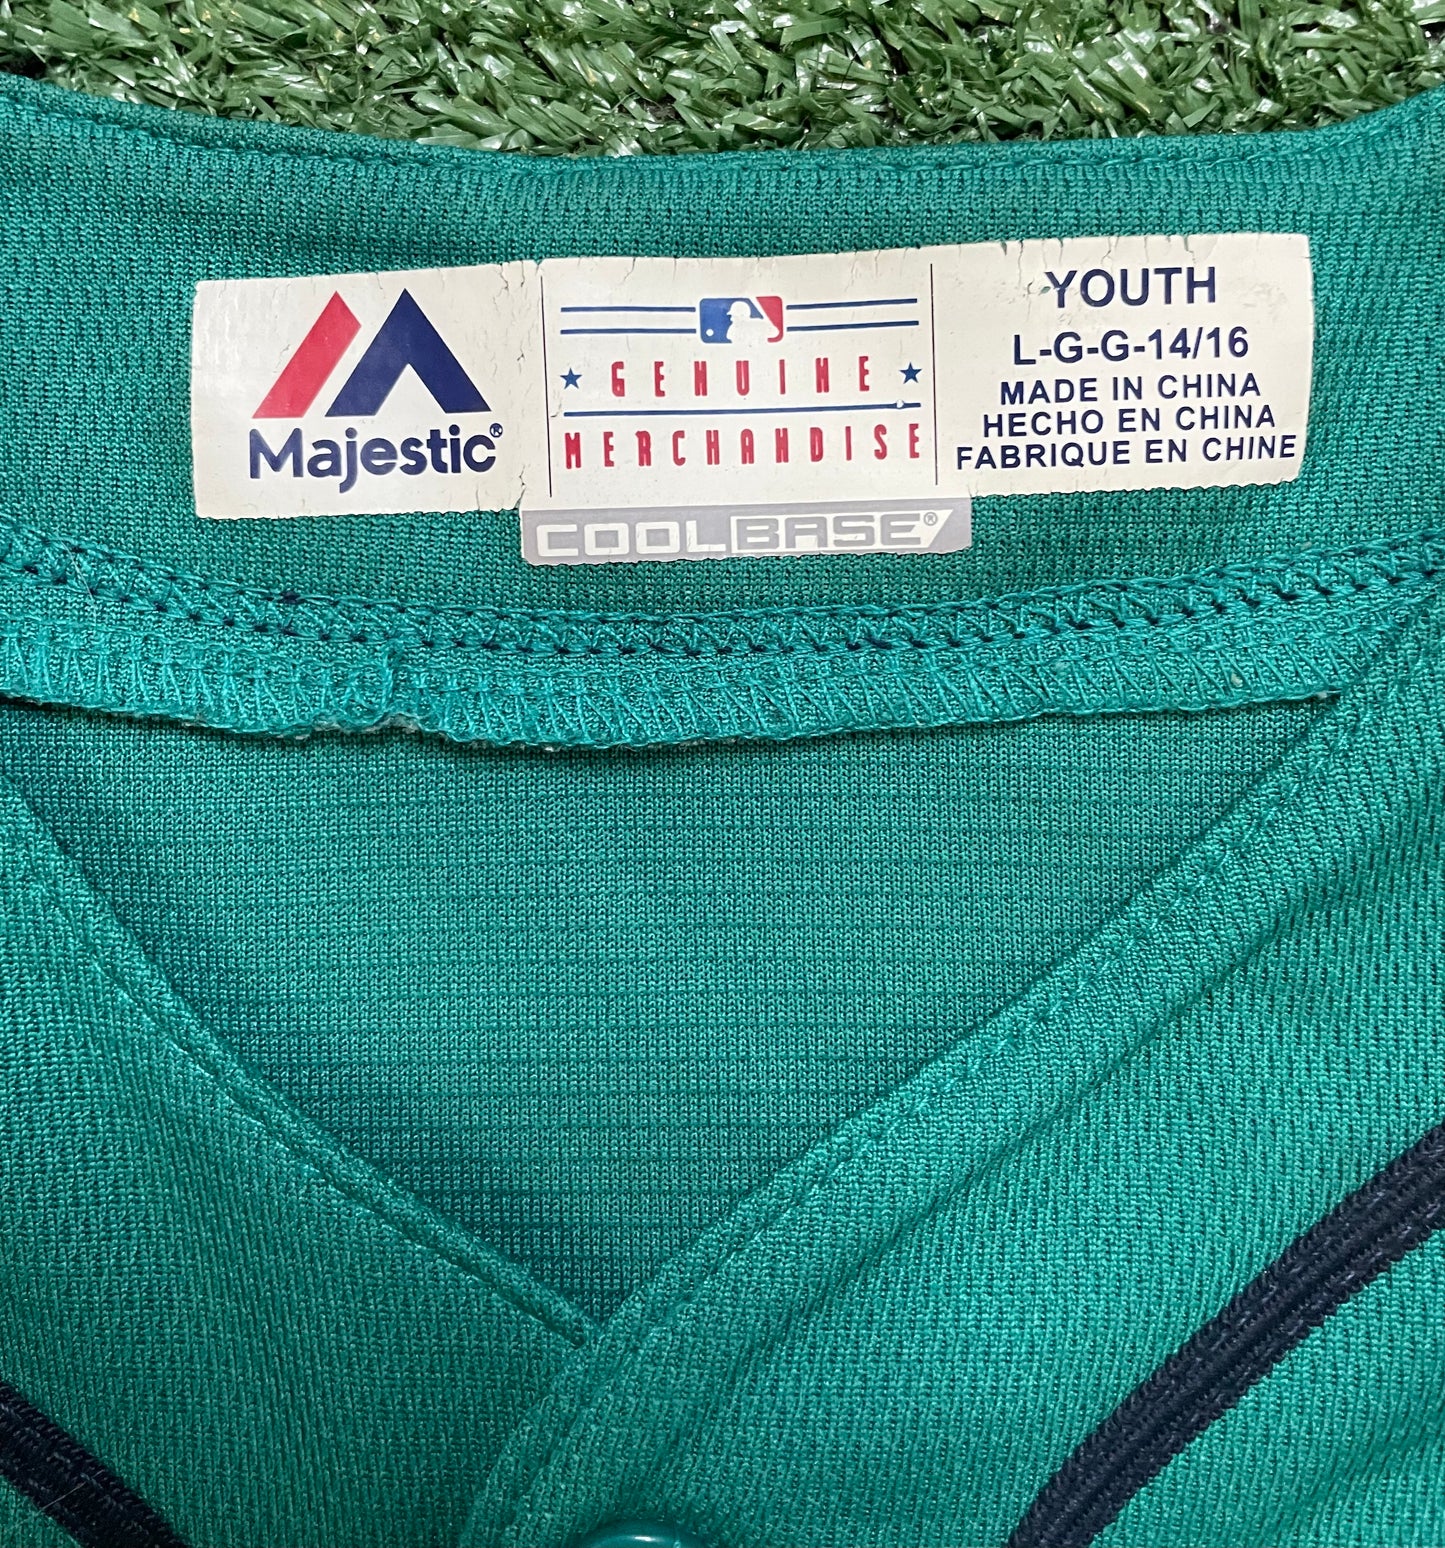 Majestic®
GENUINE
MERCHANDISE
COOLBASE®
YOUTH
L-G-G-14/16
MADE IN CHINA
HECHO EN CHINA
FABRIQUE EN CHINE